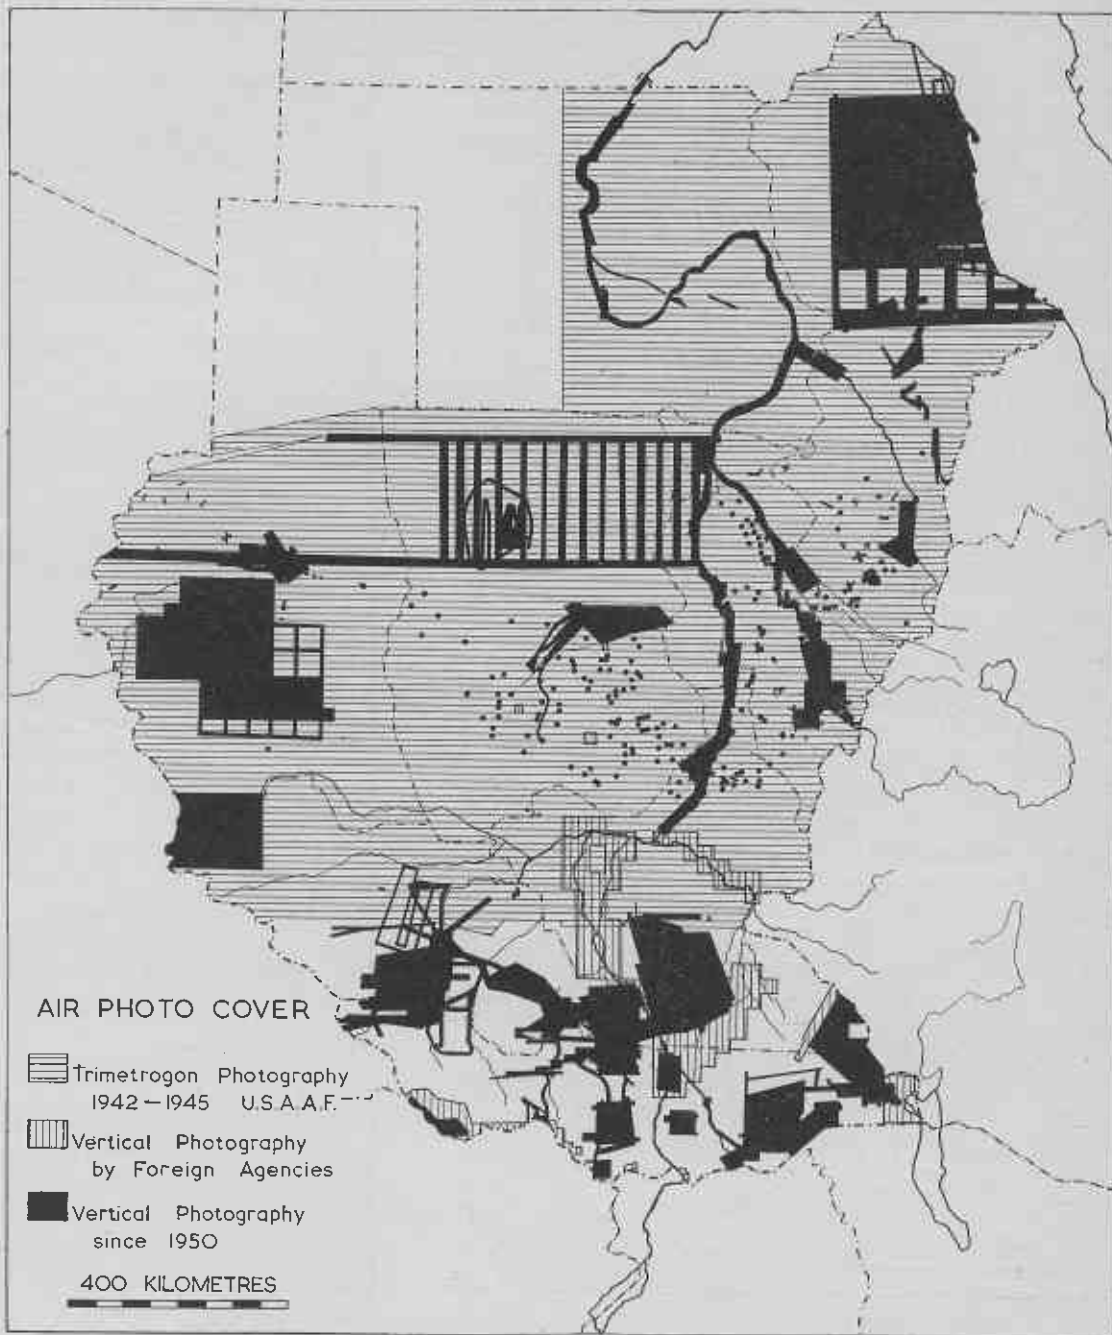 AIR PHOTO COVER
Trimetrogon Photography
1942–1945 U.S.A.A.F.
Vertical Photography
by Foreign Agencies
Vertical Photography
since 1950
400 KILOMETRES